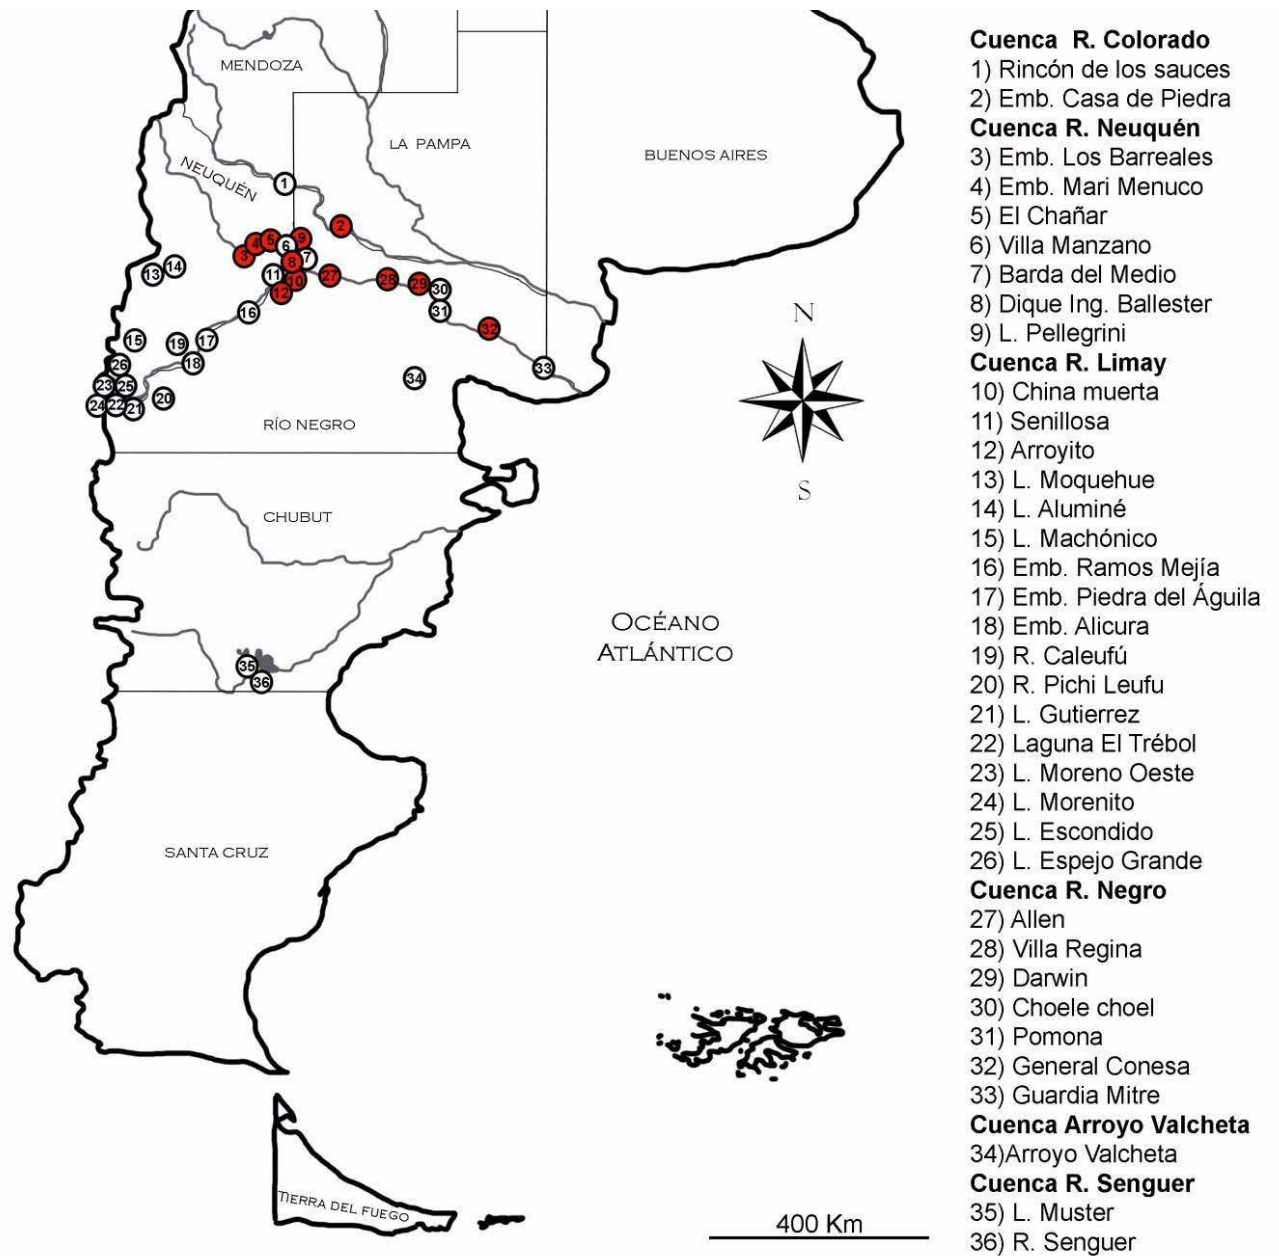 MENDOZA
LA PAMPA
BUENOS AIRES
NEUQUÉN
1
2
3
4
5
6
9
7
8
10
11
12
27
28
29
30
31
32
33
34
13
14
16
15
19
17
18
26
23
25
24
22
21
20
RÍO NEGRO
CHUBUT
35
36
N
S
OCÉANO
ATLÁNTICO
SANTA CRUZ
TIERRA DEL FUEGO
400 Km
Cuenca R. Colorado
1) Rincón de los sauces
2) Emb. Casa de Piedra
Cuenca R. Neuquén
3) Emb. Los Barreales
4) Emb. Mari Menuco
5) El Chañar
6) Villa Manzano
7) Barda del Medio
8) Dique Ing. Ballester
9) L. Pellegrini
Cuenca R. Limay
10) China muerta
11) Senillosa
12) Arroyito
13) L. Moquehue
14) L. Aluminé
15) L. Machónico
16) Emb. Ramos Mejía
17) Emb. Piedra del Águila
18) Emb. Alicura
19) R. Caleufú
20) R. Pichi Leufu
21) L. Gutierrez
22) Laguna El Trébol
23) L. Moreno Oeste
24) L. Morenito
25) L. Escondido
26) L. Espejo Grande
Cuenca R. Negro
27) Allen
28) Villa Regina
29) Darwin
30) Choele choel
31) Pomona
32) General Conesa
33) Guardia Mitre
Cuenca Arroyo Valcheta
34)Arroyo Valcheta
Cuenca R. Senguer
35) L. Muster
36) R. Senguer